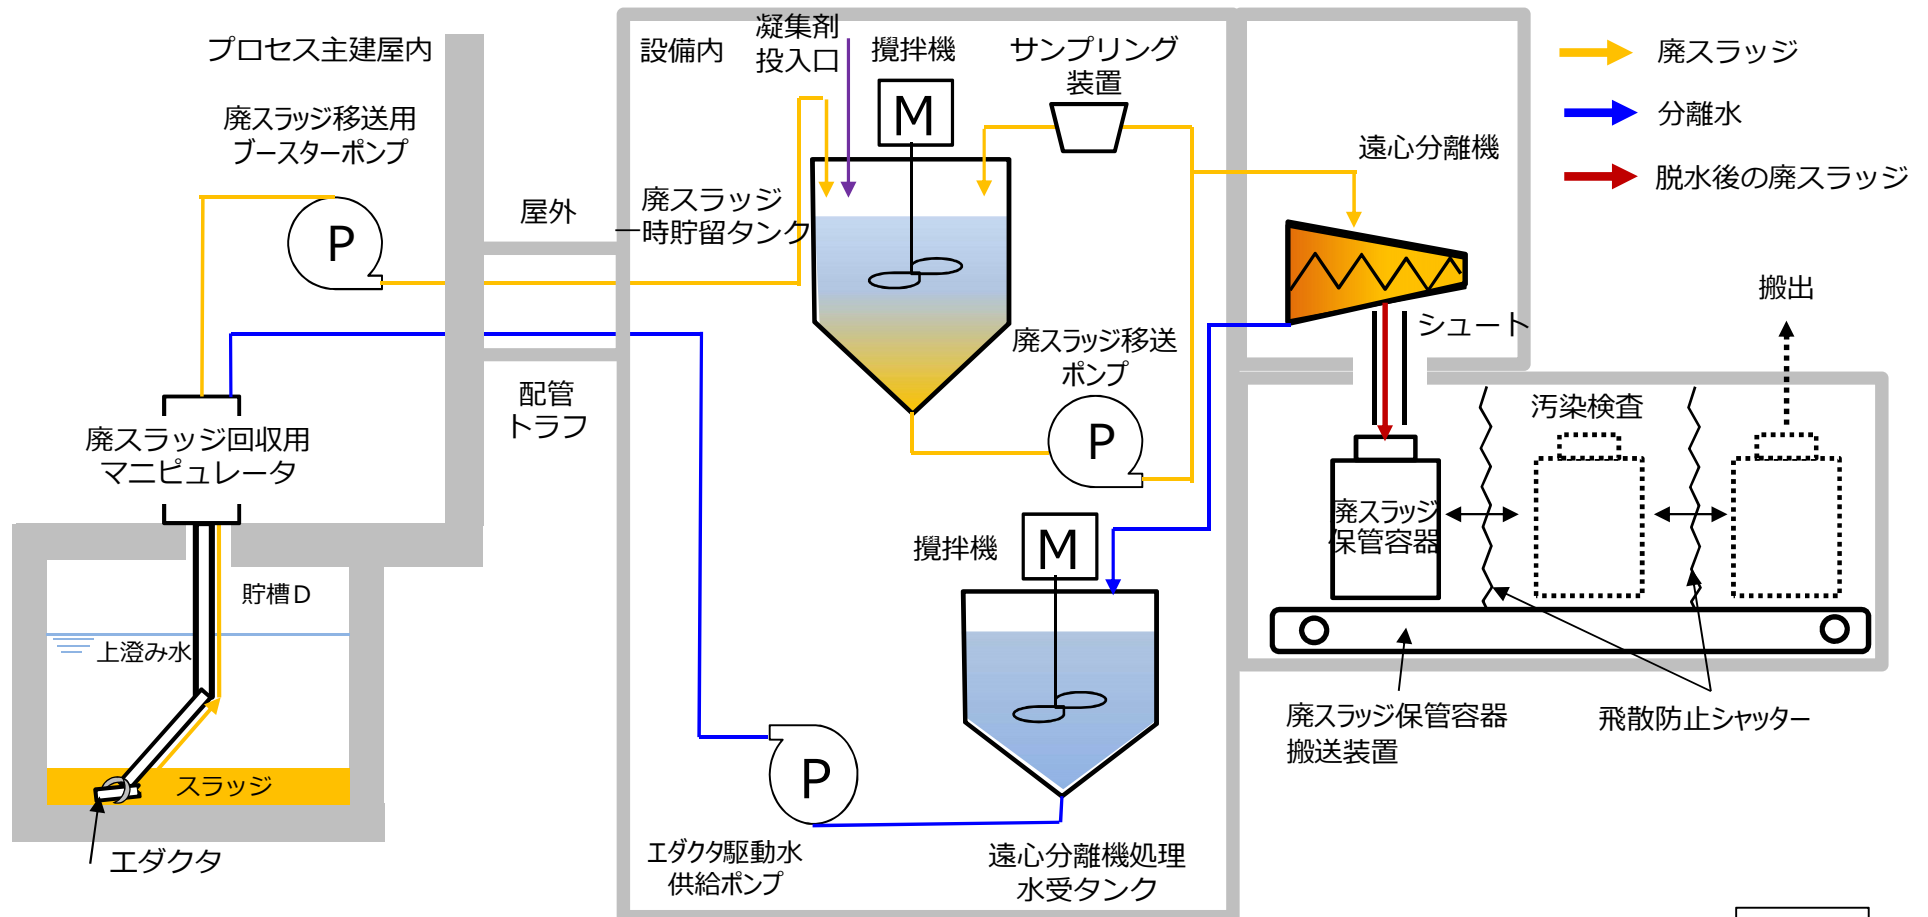 プロセス主建屋内
廃スラッジ移送用
ブースターポンプ
P
屋外
配管
トラフ
廃スラッジ回収用
マニピュレータ
貯槽D
上澄み水
スラッジ
エダクタ
設備内
凝集剤
投入口
攪拌機
M
サンプリング
装置
廃スラッジ
一時貯留タンク
廃スラッジ移送
ポンプ
P
攪拌機
M
P
エダクタ駆動水
供給ポンプ
遠心分離機処理
水受タンク
遠心分離機
シュート
廃スラッジ
分離水
脱水後の廃スラッジ
搬出
汚染検査
廃スラッジ
保管容器
廃スラッジ保管容器
搬送装置
飛散防止シャッター